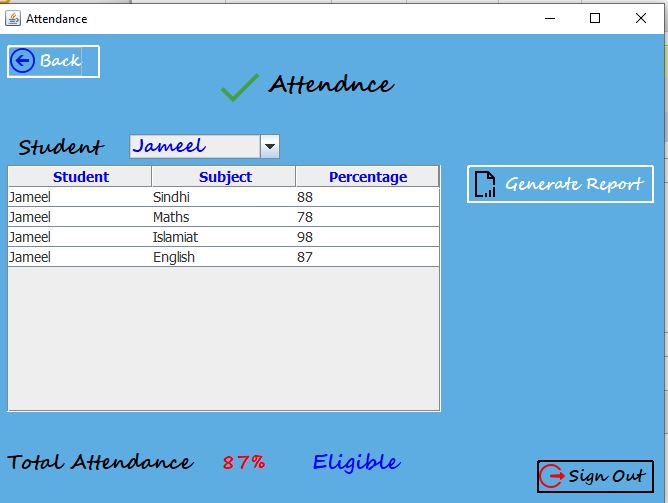 Attendance
Back
Attendnce
Student Jameel
Student Subject Percentage
Jameel Sindhi 88
Jameel Maths 78
Jameel Islamiat 98
Jameel English 87
Generate Report
Total Attendance 87% Eligible
Sign Out